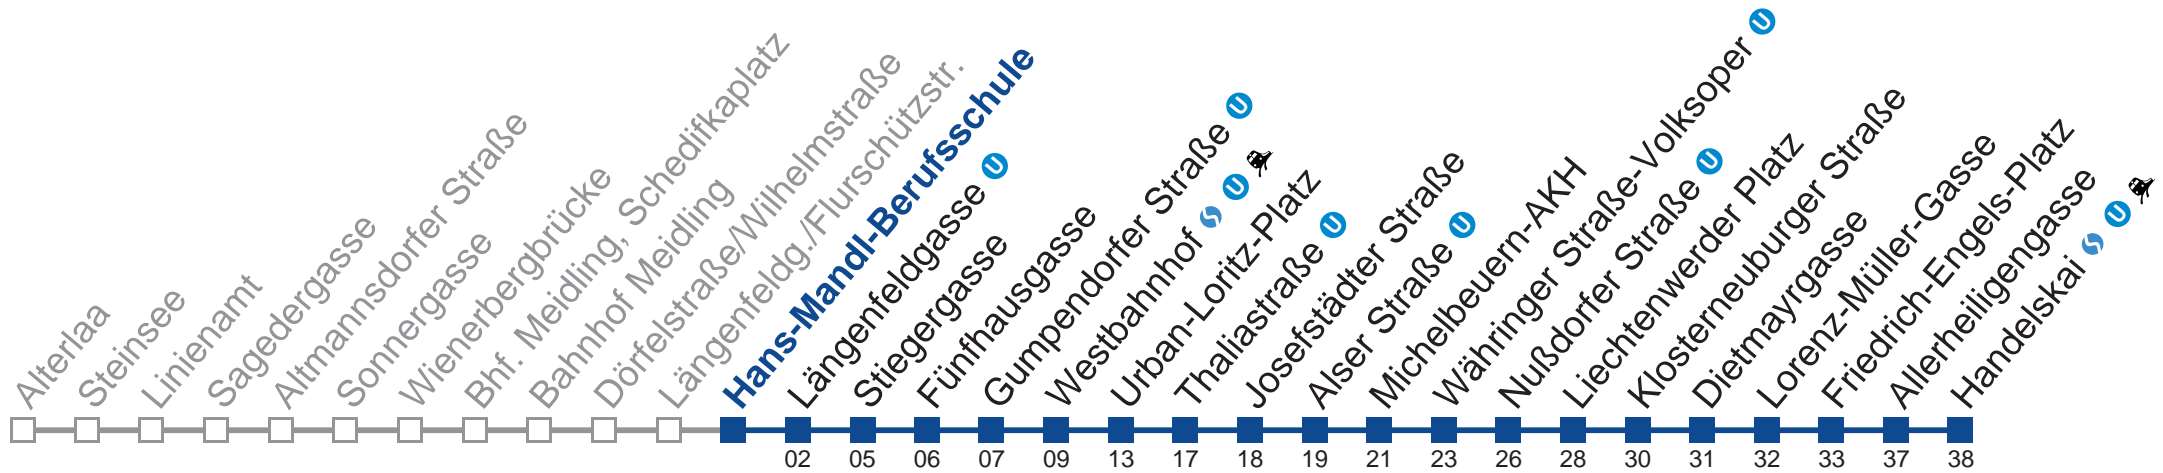 Alterlaa
Steinsee
Linienamt
Sagedergasse
Altmannsdorfer Straße
Sonnergasse
Wienerbergbrücke
Bhf. Meidling, Schedifkaplatz
Bahnhof Meidling
Dörfelstraße/Wilhelmstraße
Längenfeldg./Flurschützstr.
Hans-Mandl-Berufsschule
Längenfeldgasse U
Stiegergasse
Fünfhausgasse
Gumpendorfer Straße U
Westbahnhof S U
Urban-Loritz-Platz
Thaliastraße U
Josefstädter Straße
Alser Straße U
Michelbeuern-AKH
Währinger Straße-Volksoper U
Nußdorfer Straße U
Liechtenwerder Platz
Klosterneuburger Straße
Dietmayrgasse
Lorenz-Müller-Gasse
Friedrich-Engels-Platz
Allerheiligengasse
Handelskai S U
02 05 06 07 09 13 17 18 19 21 23 26 28 30 31 32 33 37 38